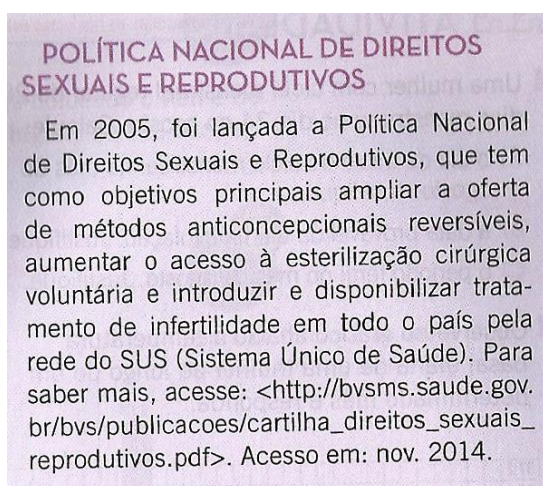 POLÍTICA NACIONAL DE DIREITOS
SEXUAIS E REPRODUTIVOS
Em 2005, foi lançada a Política Nacional
de Direitos Sexuais e Reprodutivos, que tem
como objetivos principais ampliar a oferta
de métodos anticoncepcionais reversíveis,
aumentar o acesso à esterilização cirúrgica
voluntária e introduzir e disponibilizar trata-
mento de infertilidade em todo o país pela
rede do SUS (Sistema Único de Saúde). Para
saber mais, acesse: <http://bvsms.saude.gov.
br/bvs/publicacoes/cartilha_direitos_sexuais_
reprodutivos.pdf>. Acesso em: nov. 2014.